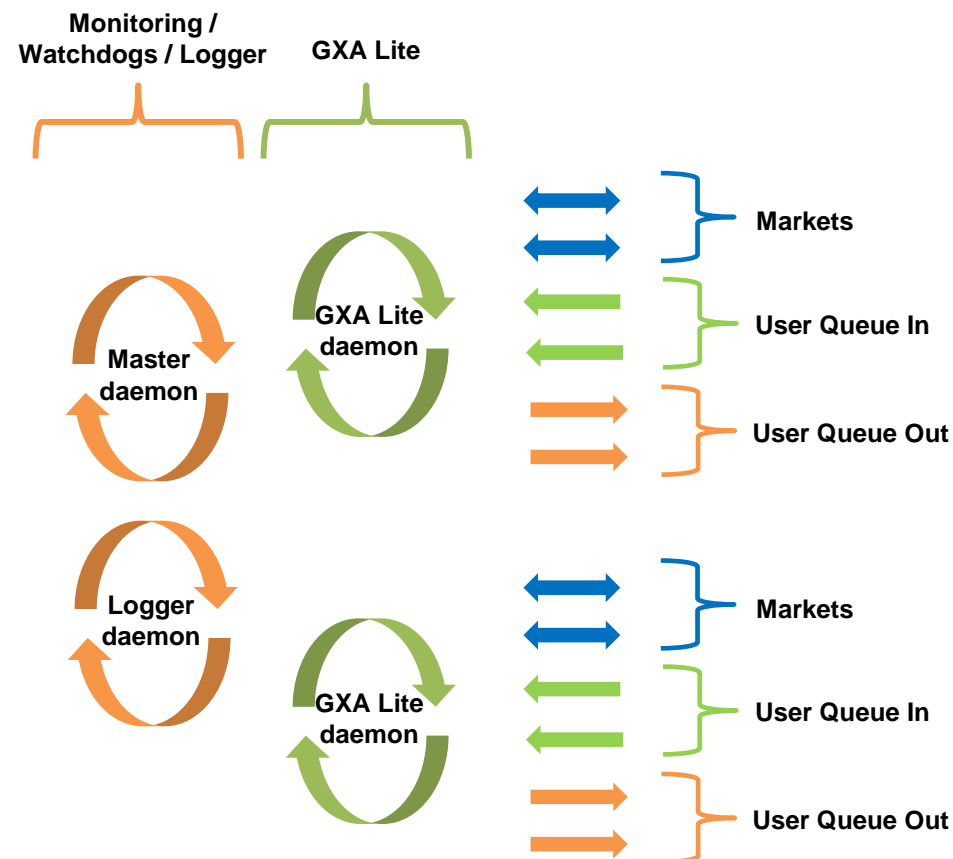 Monitoring /
Watchdogs / Logger
GXA Lite
Markets
User Queue In
GXA Lite
daemon
Master
daemon
User Queue Out
Logger
daemon
Markets
GXA Lite
daemon
User Queue In
User Queue Out